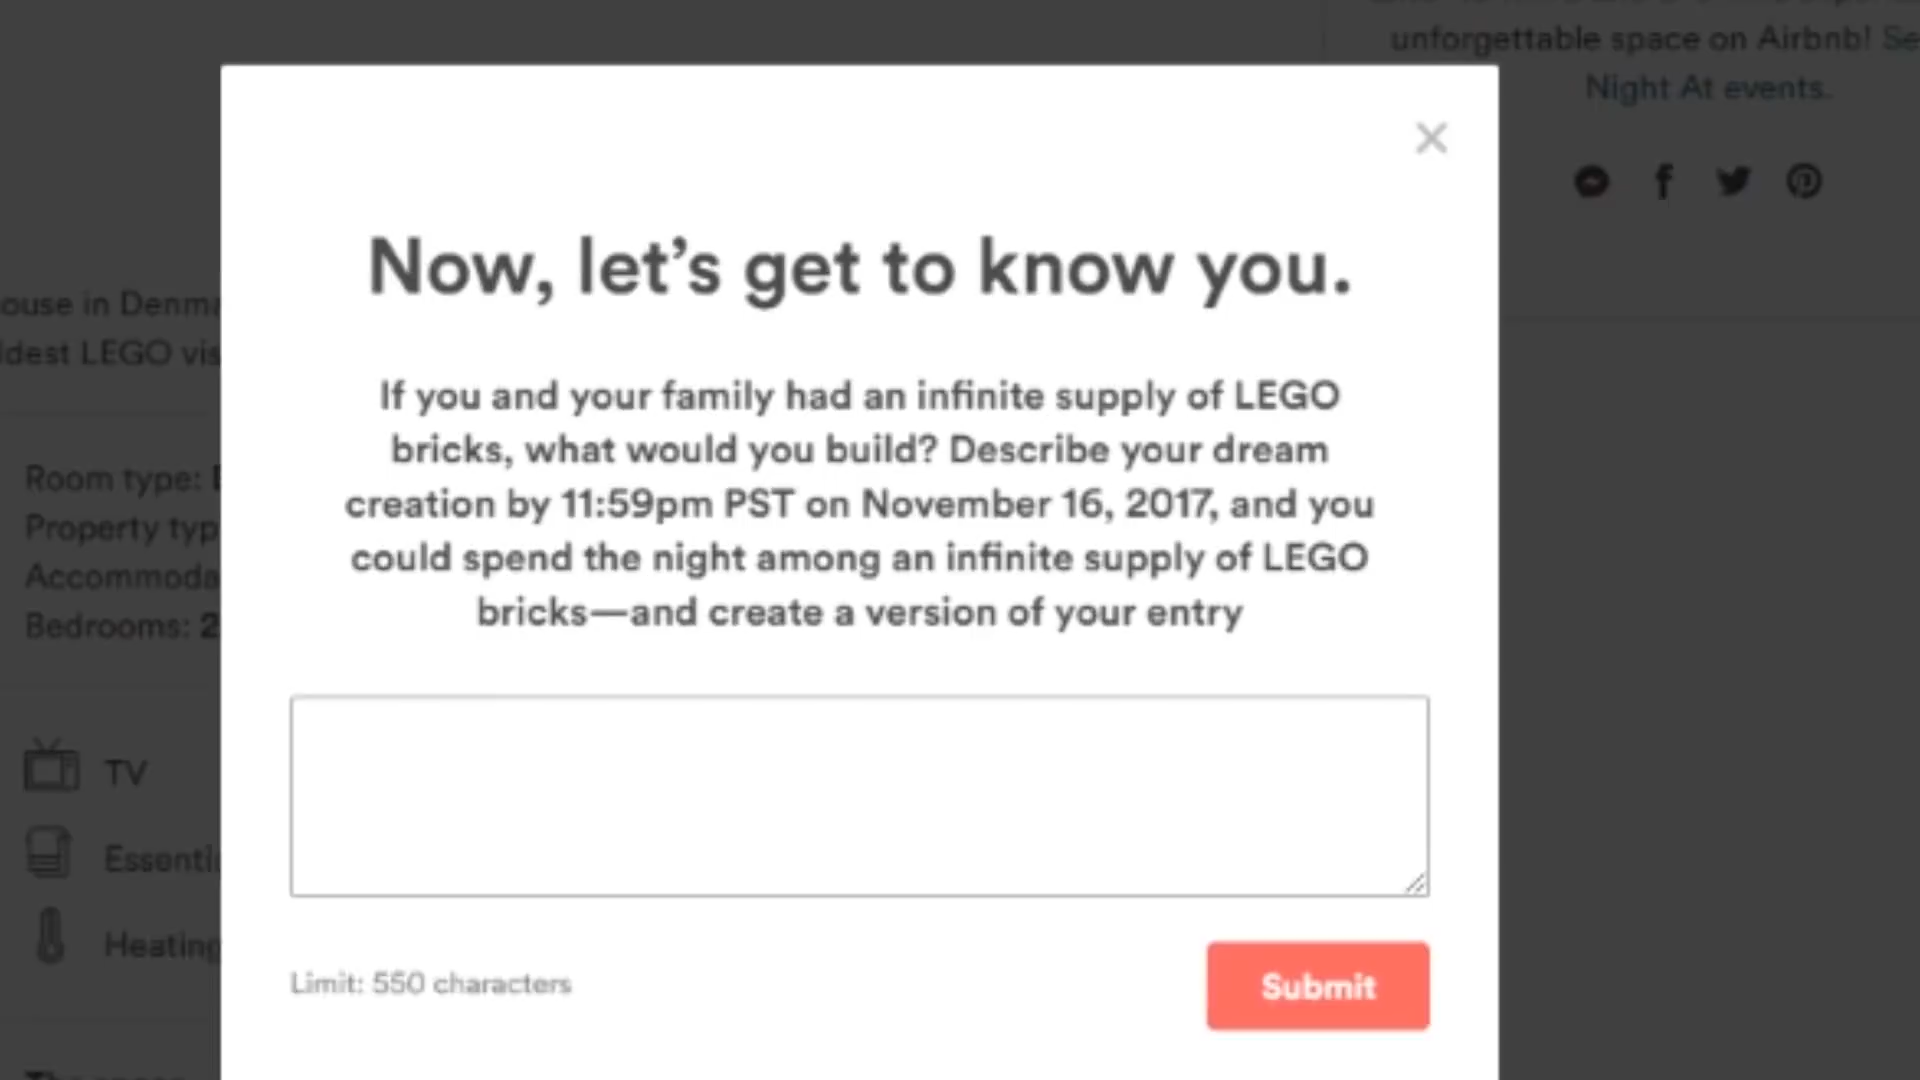 unforgettable space on Airbnb!
Night At events.
Now, let's get to know you.
in Denm
LEGO
If you and your family had an infinite supply of LEGO
bricks, what would you build? Describe your dream
creation by 11:59pm PST on November 16, 2017, and you
could spend the night among an infinite supply of LEGO
bricks—and create a version of your entry
Room type:
Property typ
Accommoda
Bedrooms: 2
TV
Essenti
Heating
Limit: 550 characters
Submit